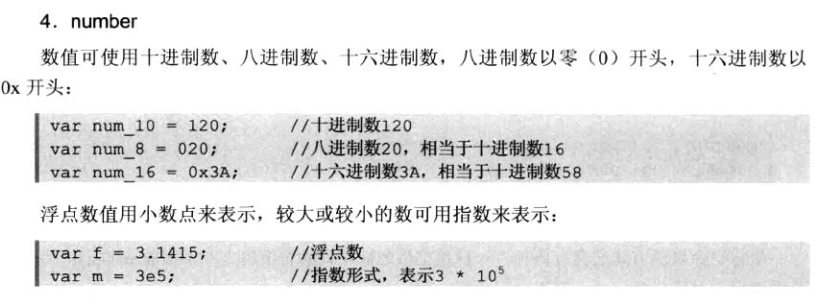 4．number
数值可使用十进制数、八进制数、十六进制数，八进制数以零（0）开头，十六进制数以
0x 开头：
var num_10 = 120; //十进制数120
var num_8 = 020; //八进制数20，相当于十进制数16
var num_16 = 0x3A; //十六进制数3A，相当于十进制数58
浮点数值用小数点来表示，较大或较小的数可用指数来表示：
var f = 3.1415; //浮点数
var m = 3e5; //指数形式，表示3 * 10⁵